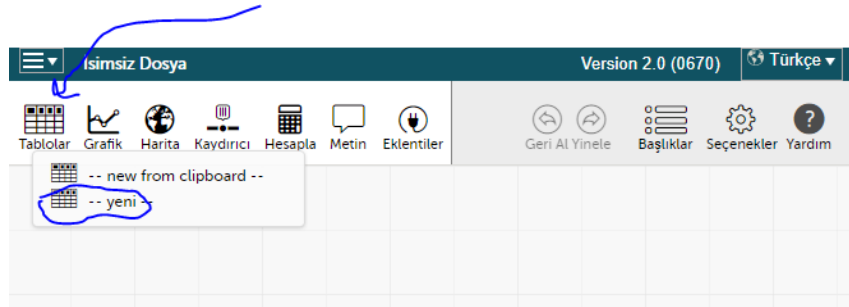 İsimsiz Dosya Version 2.0 (0670) Türkçe
Tablolar Grafik Harita Kaydırıcı Hesapla Metin Eklentiler Geri Al Yinele Başlıklar Seçenekler Yardım
-- new from clipboard --
-- yeni --